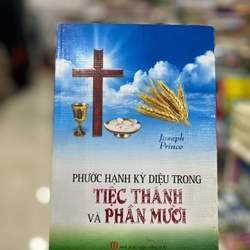 Joseph
Prince
PHƯỚC HẠNH KỲ DIỆU TRONG
TIỆC THÁNH
VÀ PHẦN MƯỜI